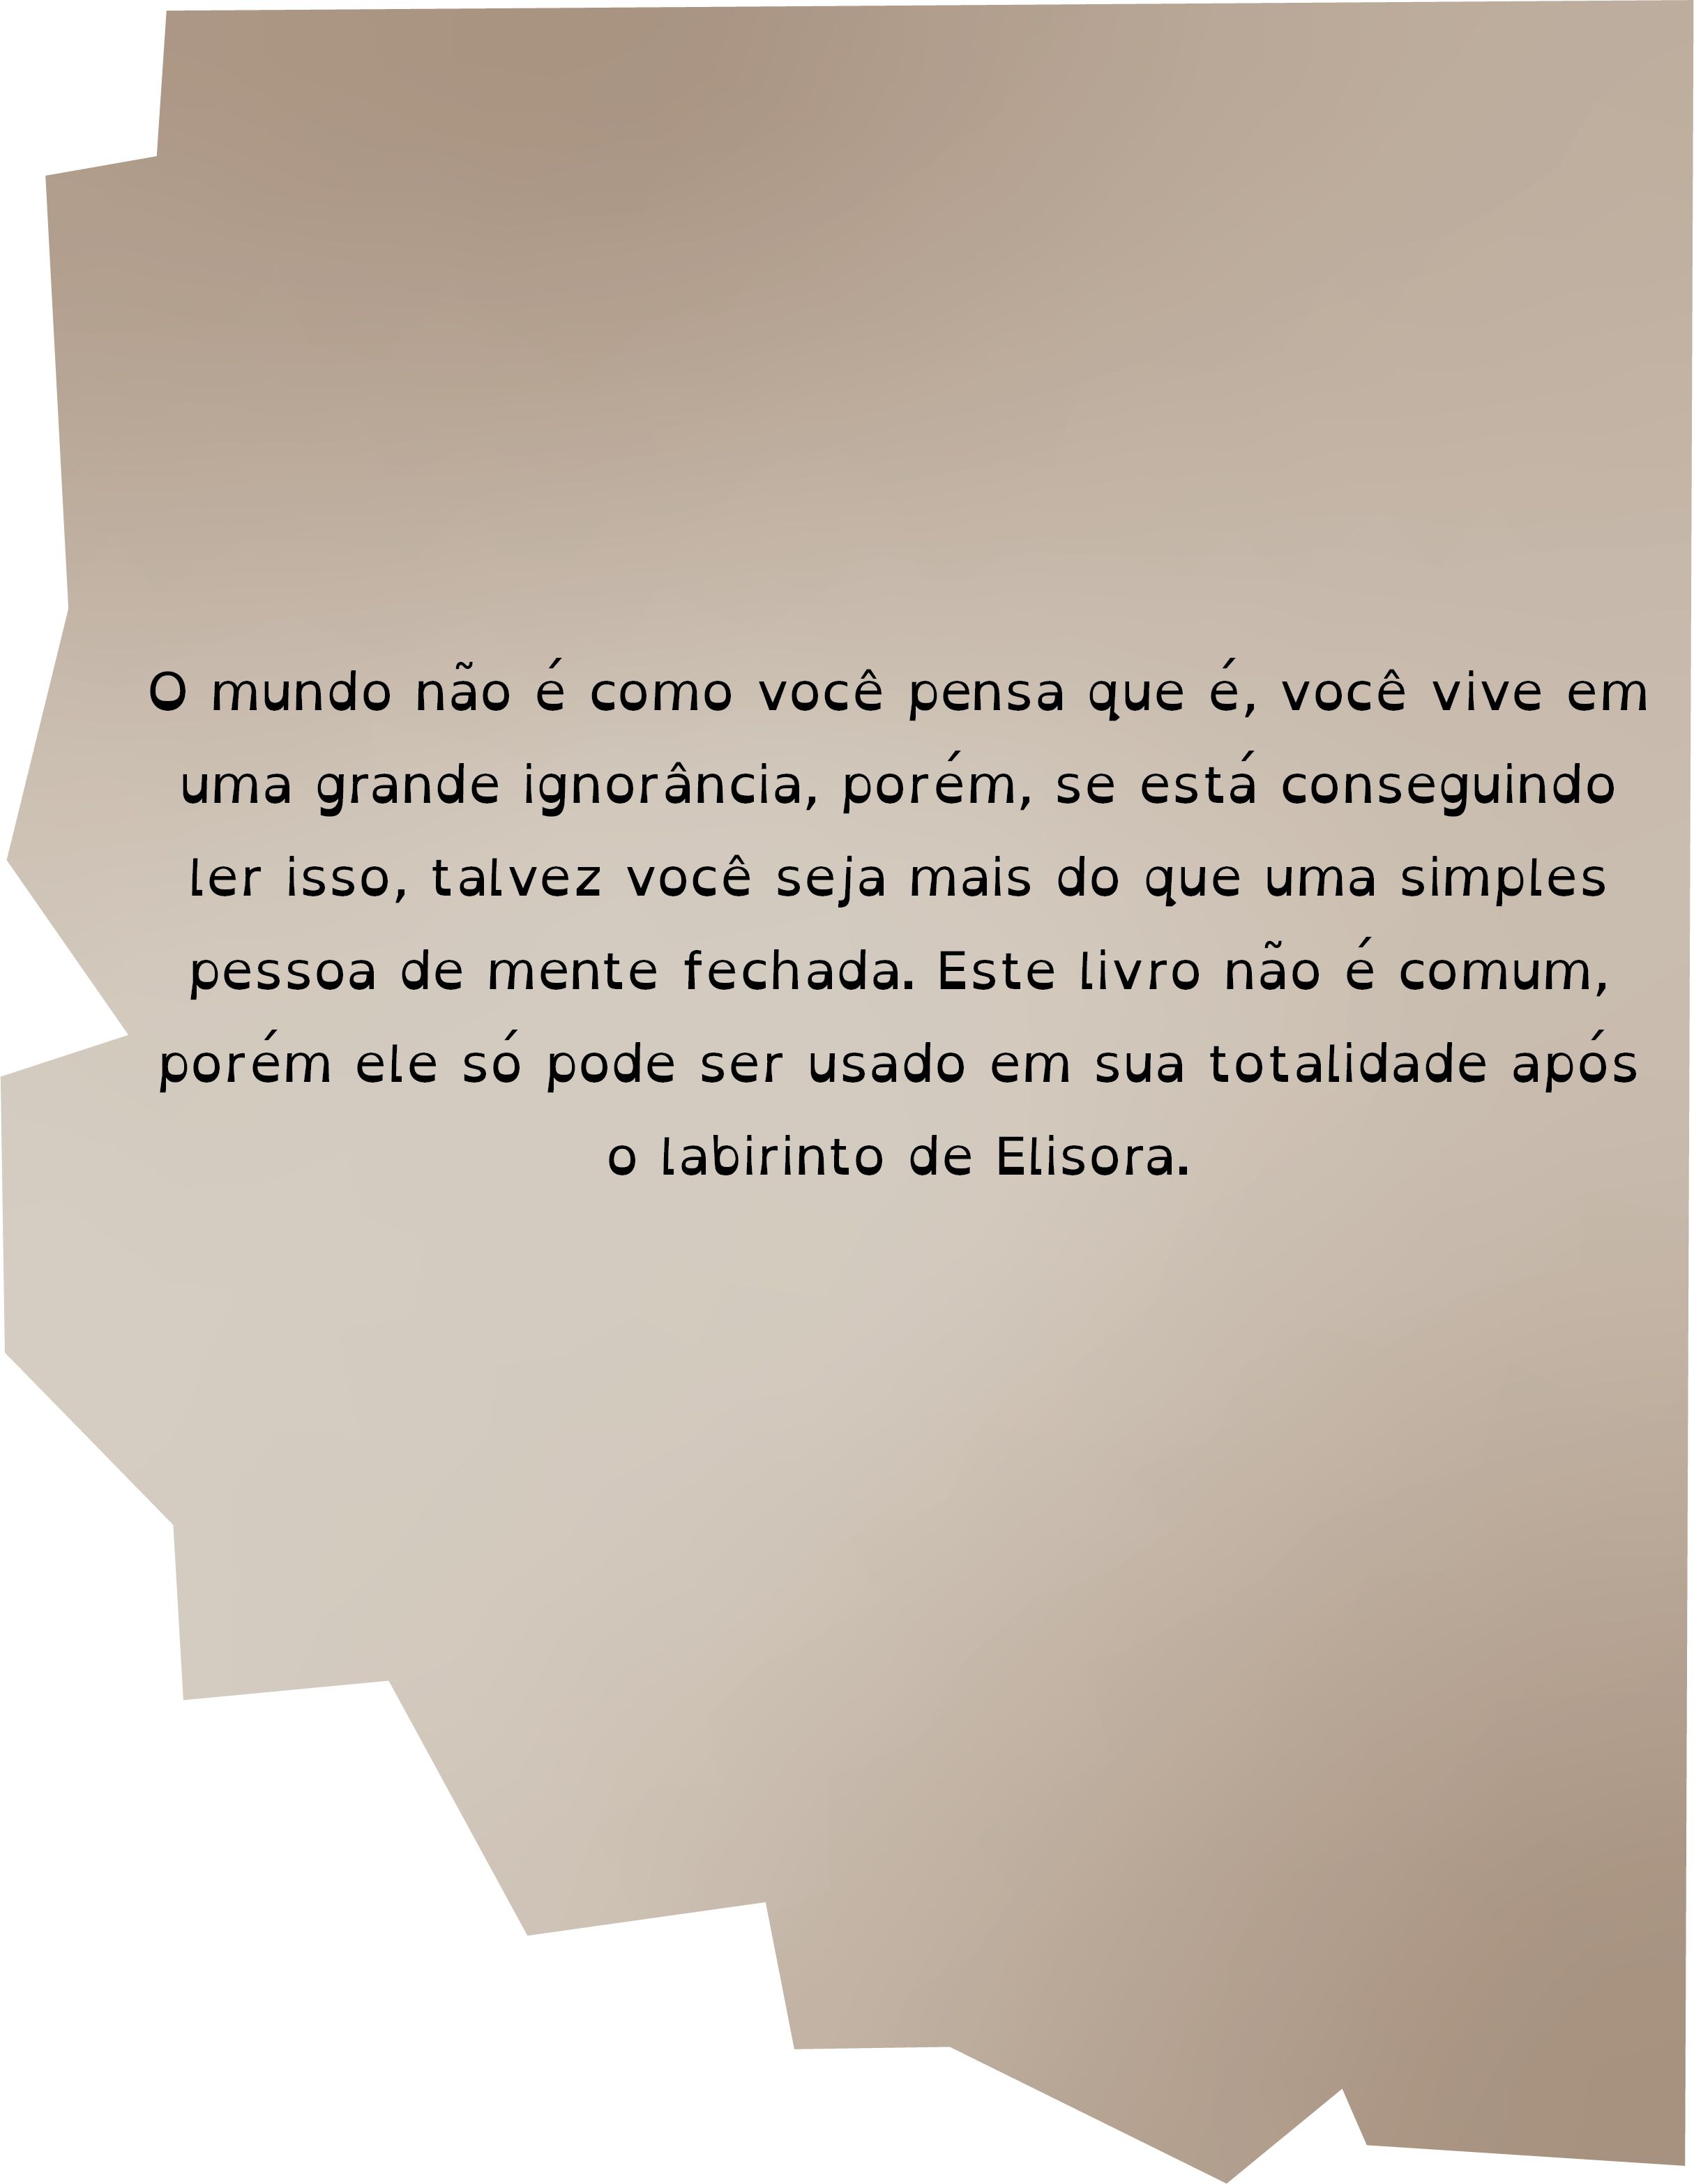 O mundo não é como você pensa que é, você vive em
uma grande ignorância, porém, se está conseguindo
ler isso, talvez você seja mais do que uma simples
pessoa de mente fechada. Este livro não é comum,
porém ele só pode ser usado em sua totalidade após
o labirinto de Elisora.